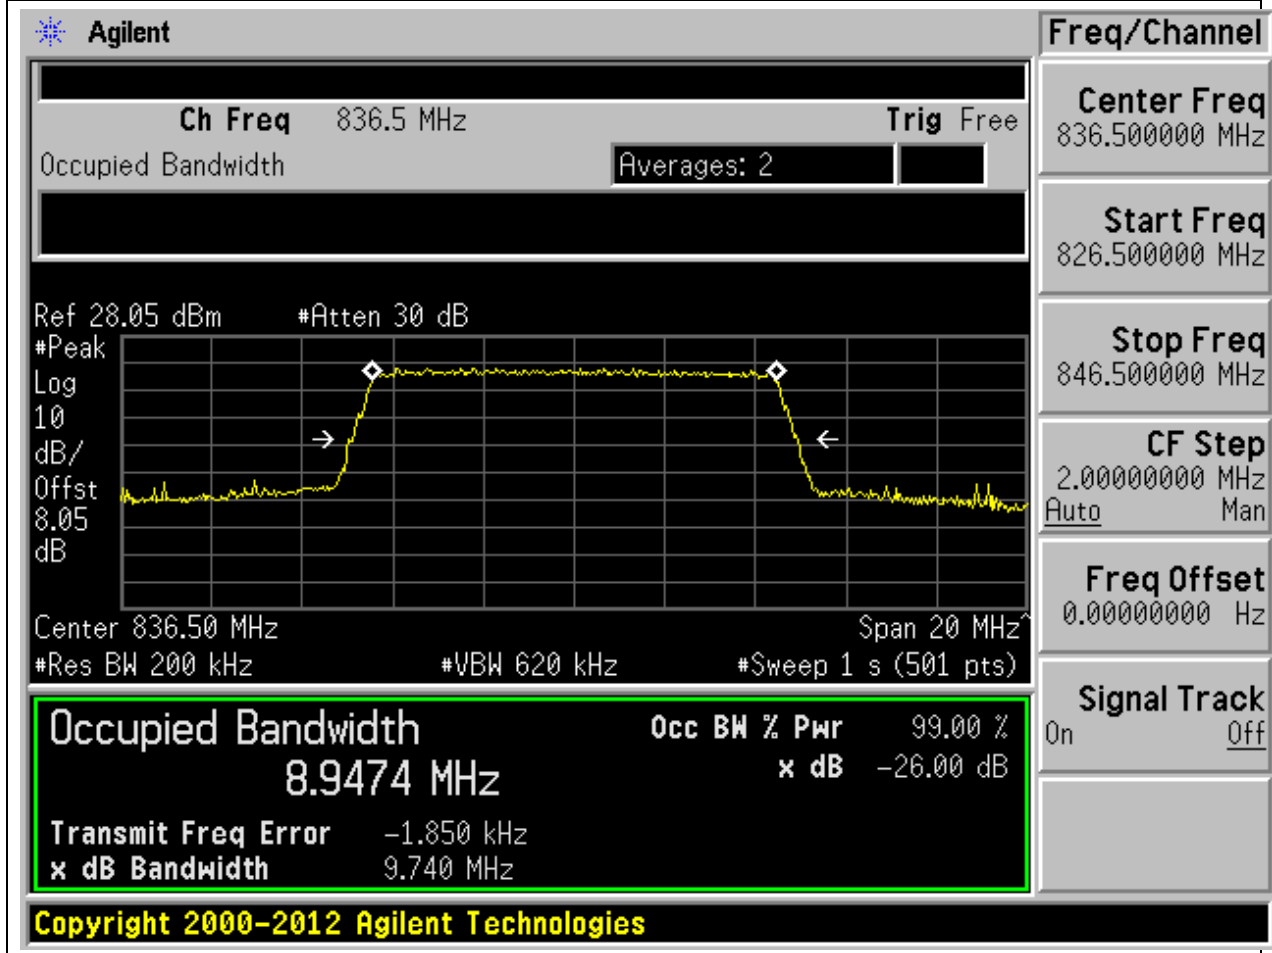 Agilent
Freq/Channel
Ch Freq 836.5 MHz Trig Free
Occupied Bandwidth Averages: 2
Center Freq
836.500000 MHz
Start Freq
826.500000 MHz
Stop Freq
846.500000 MHz
CF Step
2.00000000 MHz
Auto Man
Freq Offset
0.00000000 Hz
Signal Track
On Off
Ref 28.05 dBm #Atten 30 dB
#Peak
Log
10
dB/
Offst
8.05
dB
Center 836.50 MHz Span 20 MHz^
#Res BW 200 kHz #VBW 620 kHz #Sweep 1 s (501 pts)
Occupied Bandwidth Occ BW % Pwr 99.00 %
8.9474 MHz x dB -26.00 dB
Transmit Freq Error -1.850 kHz
x dB Bandwidth 9.740 MHz
Copyright 2000-2012 Agilent Technologies